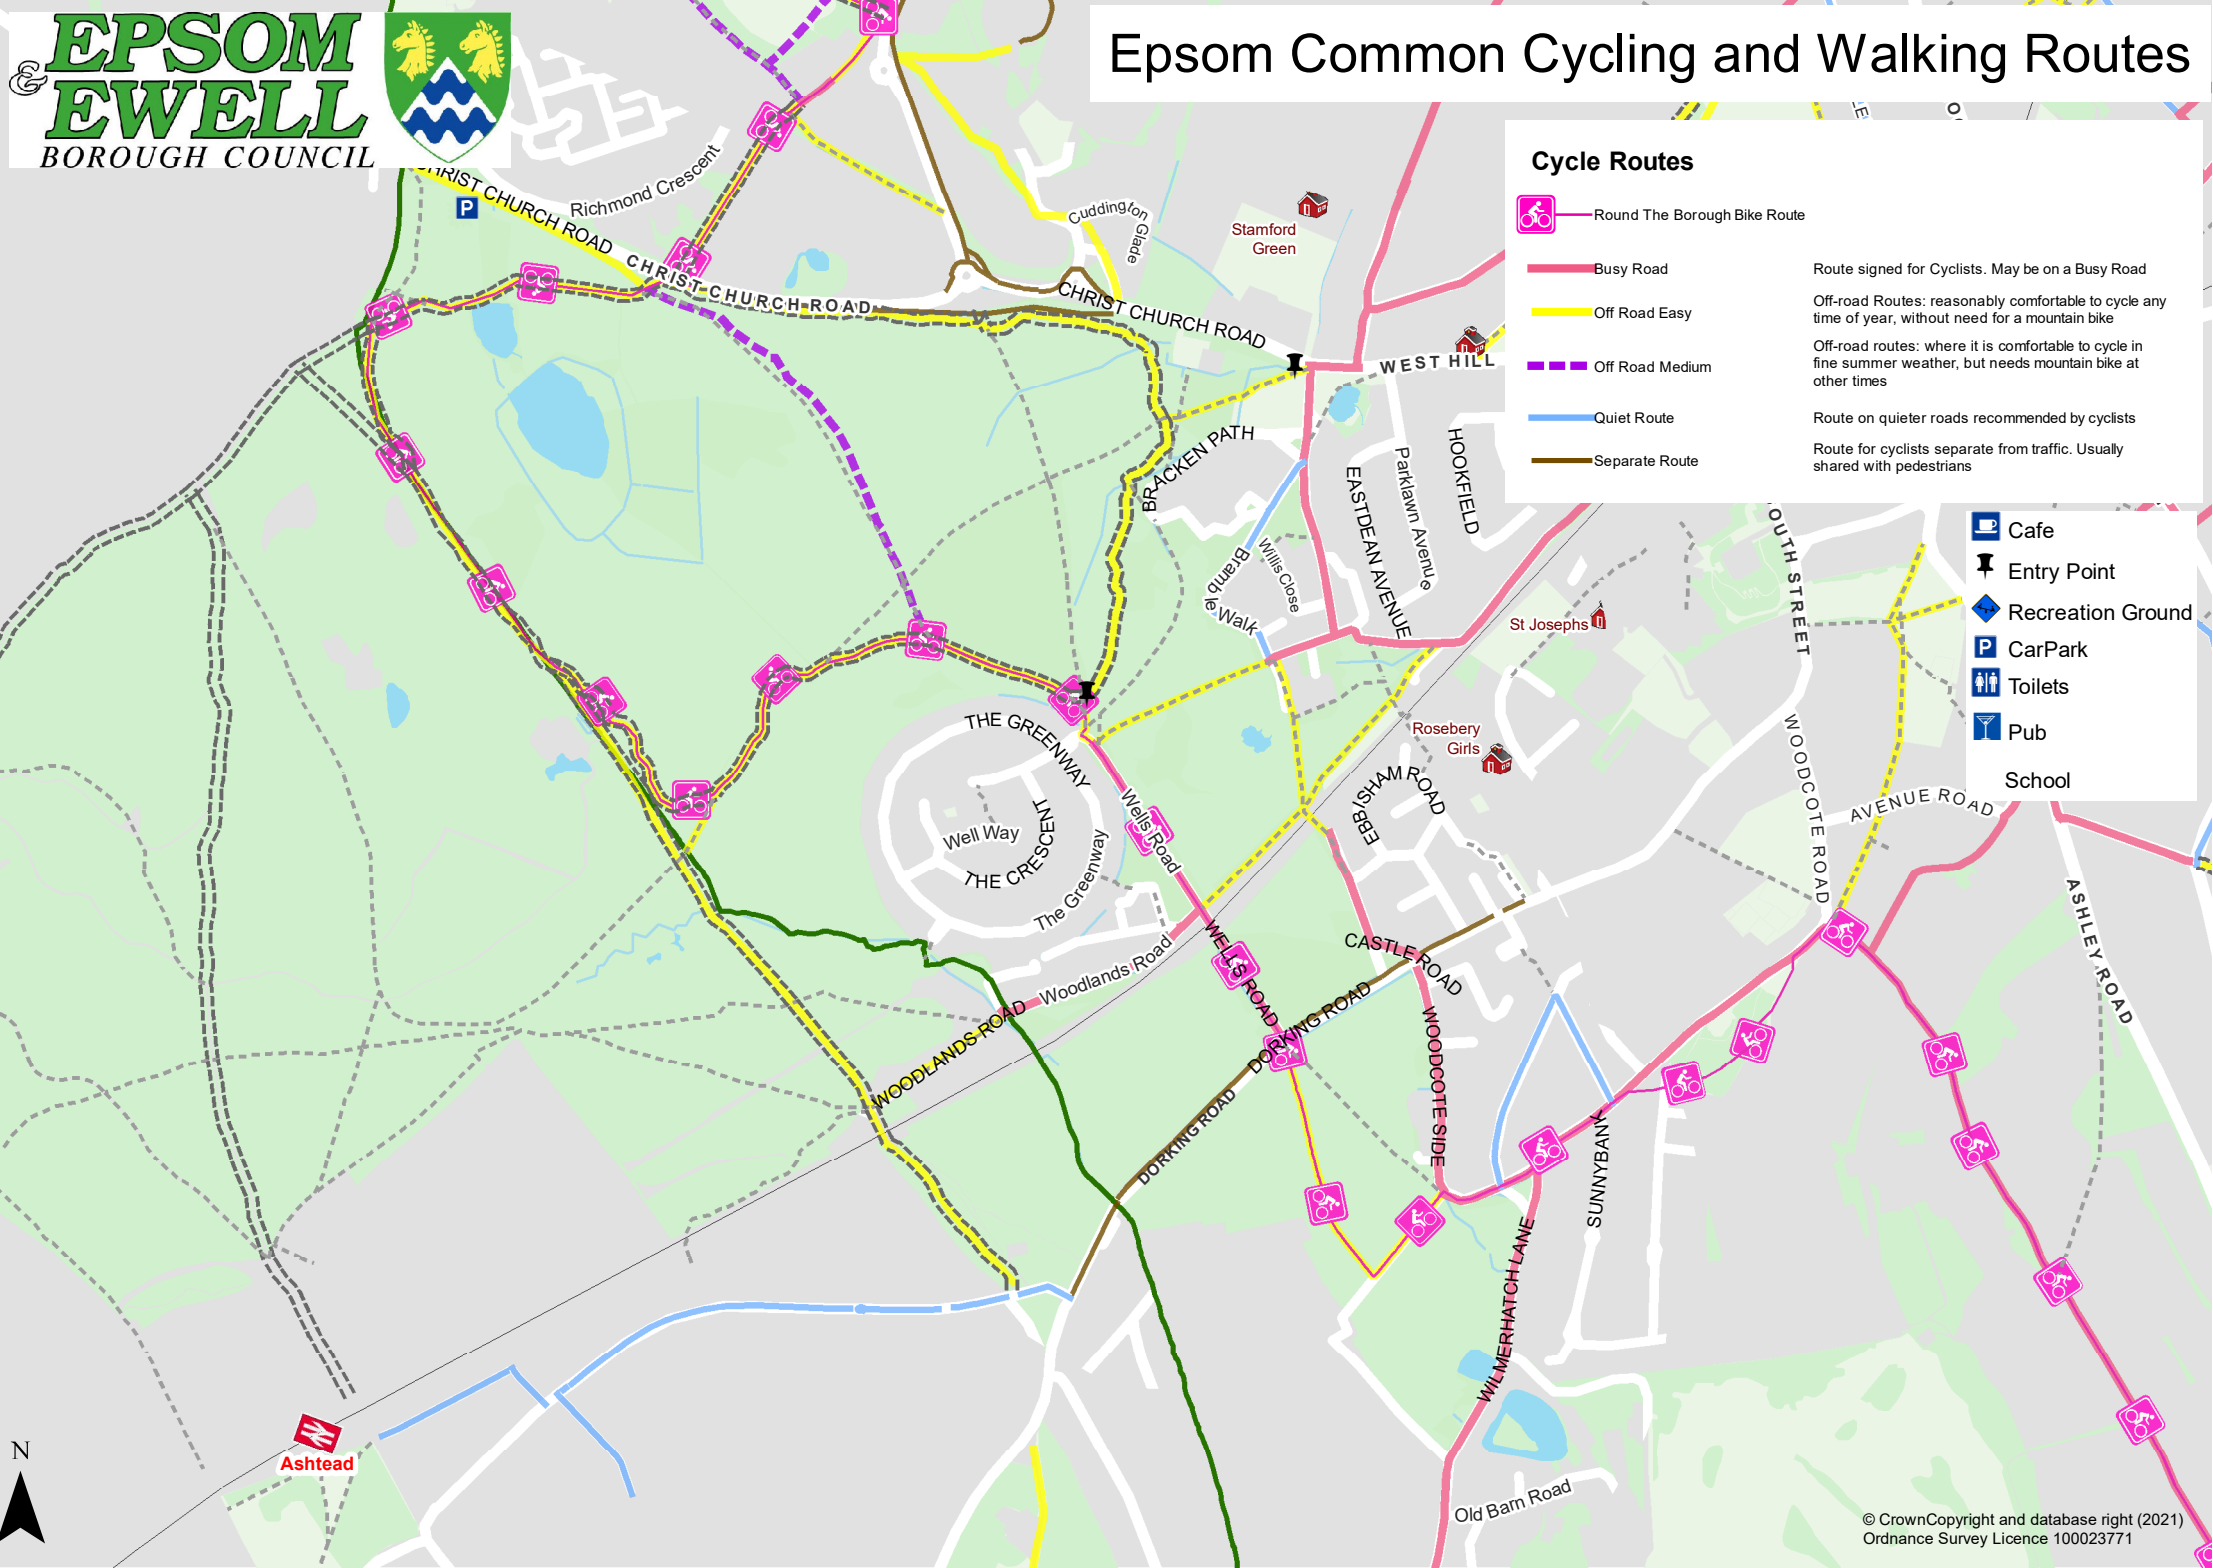 EPSOM
& EWELL
BOROUGH COUNCIL
Epsom Common Cycling and Walking Routes
Cycle Routes
Round The Borough Bike Route
Busy Road
Route signed for Cyclists. May be on a Busy Road
Off Road Easy
Off-road Routes: reasonably comfortable to cycle any
time of year, without need for a mountain bike
Off Road Medium
Off-road routes: where it is comfortable to cycle in
fine summer weather, but needs mountain bike at
other times
Quiet Route
Route on quieter roads recommended by cyclists
Separate Route
Route for cyclists separate from traffic. Usually
shared with pedestrians
Cafe
Entry Point
Recreation Ground
P CarPark
Toilets
Pub
School
CHRIST CHURCH ROAD
P
Richmond Crescent
CHRIST CHURCH ROAD
Cuddington
Glade
CHRIST CHURCH ROAD
Stamford
Green
WEST HILL
BRACKEN PATH
HOOKFIELD
Parklawn Avenue
EASTDEAN AVENUE
Willis Close
Bramble
Walk
St Josephs
Rosebery
Girls
SOUTH STREET
WOODCOTE ROAD
AVENUE ROAD
ASHLEY ROAD
EBBISHAM ROAD
THE GREENWAY
Well Way
THE CRESCENT
The Greenway
Wells Road
WELLS ROAD
Woodlands Road
WOODLANDS ROAD
CASTLE ROAD
DORKING ROAD
DORKING ROAD
WOODCOTE SIDE
SUNNYBANK
WILMERHATCH LANE
Old Barn Road
Ashtead
N
© CrownCopyright and database right (2021)
Ordnance Survey Licence 100023771